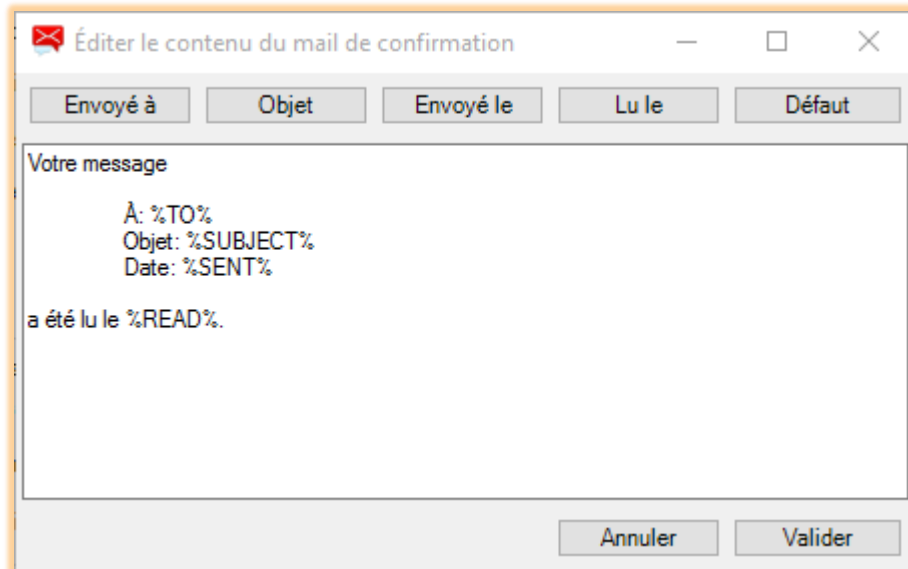 Éditer le contenu du mail de confirmation
Envoyé à Objet Envoyé le Lu le Défaut
Votre message
À: %TO%
Objet: %SUBJECT%
Date: %SENT%
a été lu le %READ%.
Annuler Valider